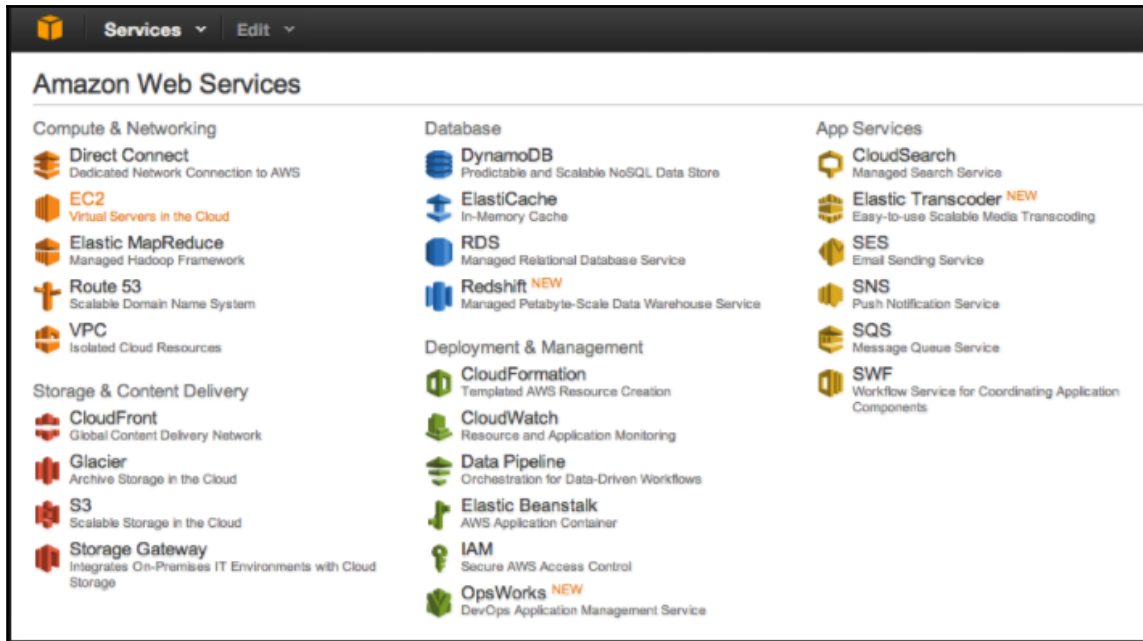 Services Edit
Amazon Web Services
Compute & Networking
Direct Connect
Dedicated Network Connection to AWS
EC2
Virtual Servers in the Cloud
Elastic MapReduce
Managed Hadoop Framework
Route 53
Scalable Domain Name System
VPC
Isolated Cloud Resources
Storage & Content Delivery
CloudFront
Global Content Delivery Network
Glacier
Archive Storage in the Cloud
S3
Scalable Storage in the Cloud
Storage Gateway
Integrates On-Premises IT Environments with Cloud
Storage
Database
DynamoDB
Predictable and Scalable NoSQL Data Store
ElastiCache
In-Memory Cache
RDS
Managed Relational Database Service
Redshift NEW
Managed Petabyte-Scale Data Warehouse Service
Deployment & Management
CloudFormation
Templated AWS Resource Creation
CloudWatch
Resource and Application Monitoring
Data Pipeline
Orchestration for Data-Driven Workflows
Elastic Beanstalk
AWS Application Container
IAM
Secure AWS Access Control
OpsWorks NEW
DevOps Application Management Service
App Services
CloudSearch
Managed Search Service
Elastic Transcoder NEW
Easy-to-use Scalable Media Transcoding
SES
Email Sending Service
SNS
Push Notification Service
SQS
Message Queue Service
SWF
Workflow Service for Coordinating Application
Components